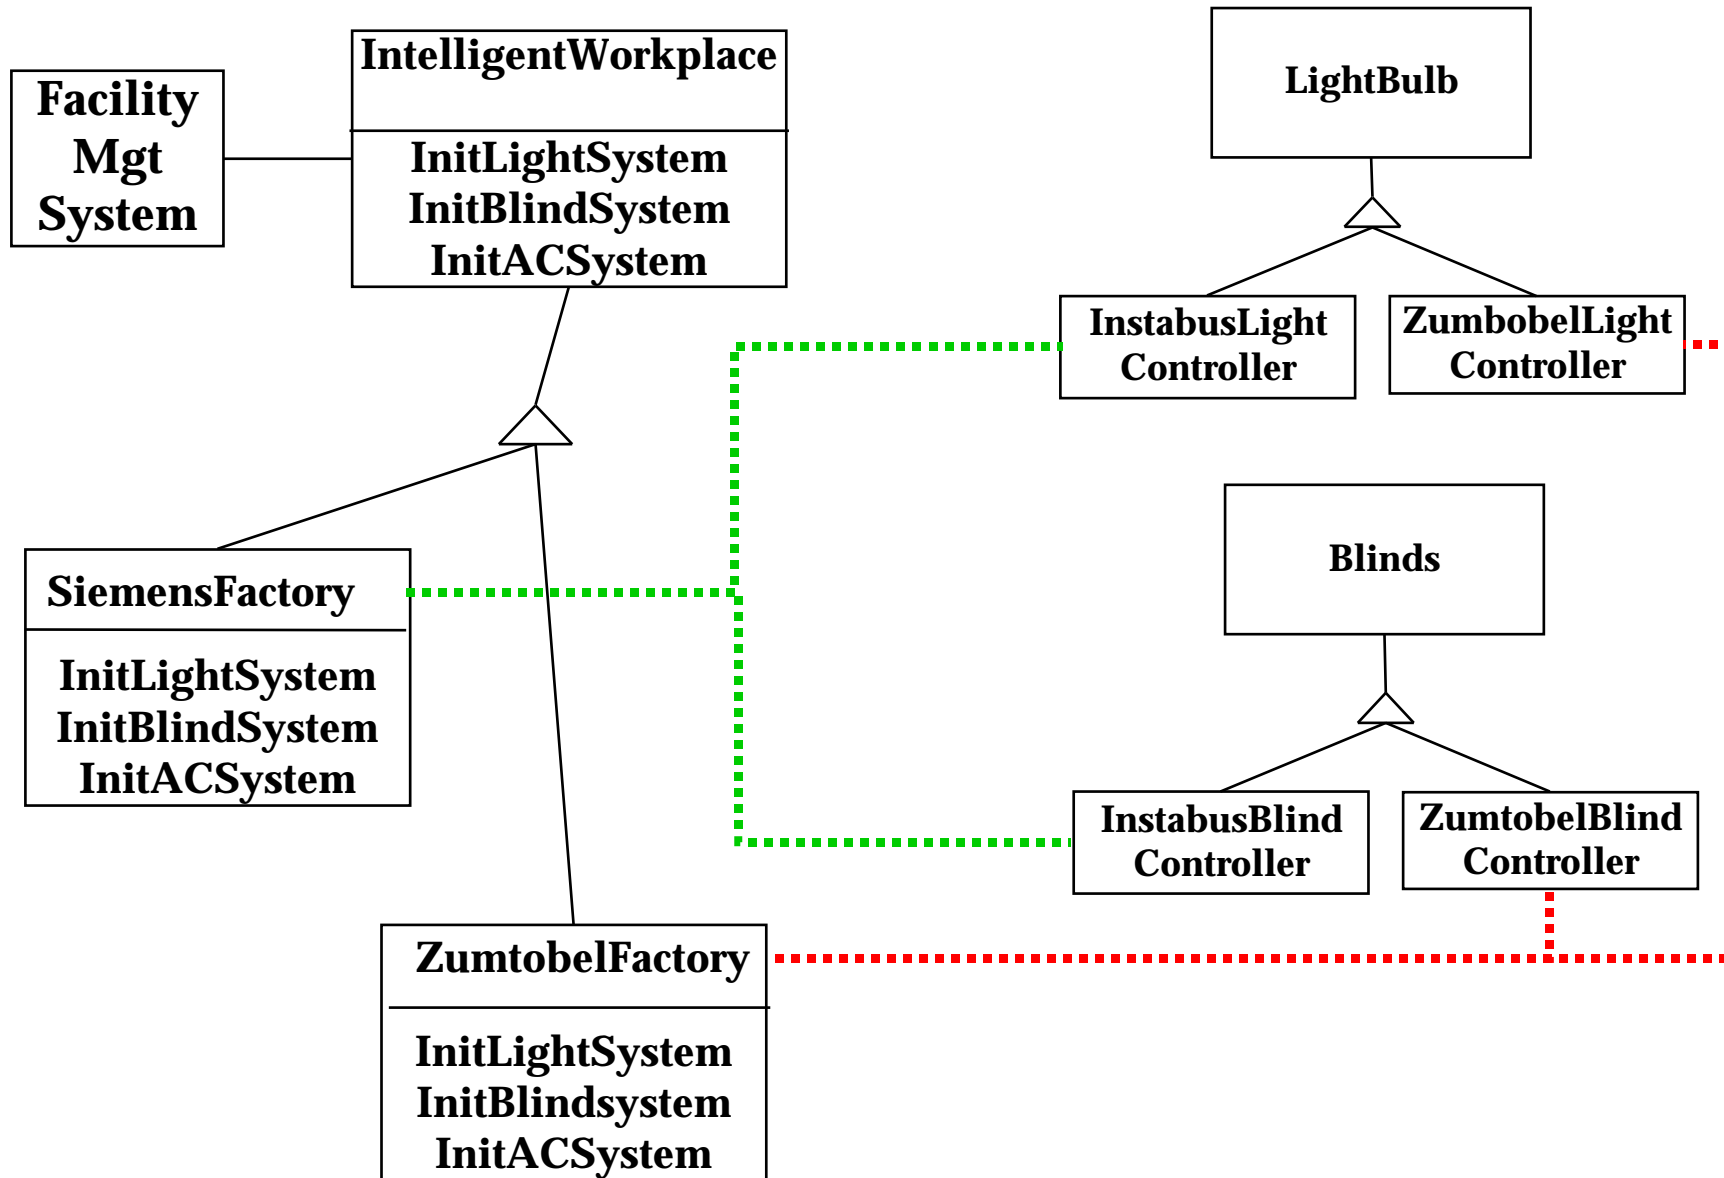 Facility
Mgt
System
IntelligentWorkplace
InitLightSystem
InitBlindSystem
InitACSystem
LightBulb
InstabusLight
Controller
ZumbobelLight
Controller
SiemensFactory
InitLightSystem
InitBlindSystem
InitACSystem
Blinds
InstabusBlind
Controller
ZumtobelBlind
Controller
ZumtobelFactory
InitLightSystem
InitBlindsystem
InitACSystem